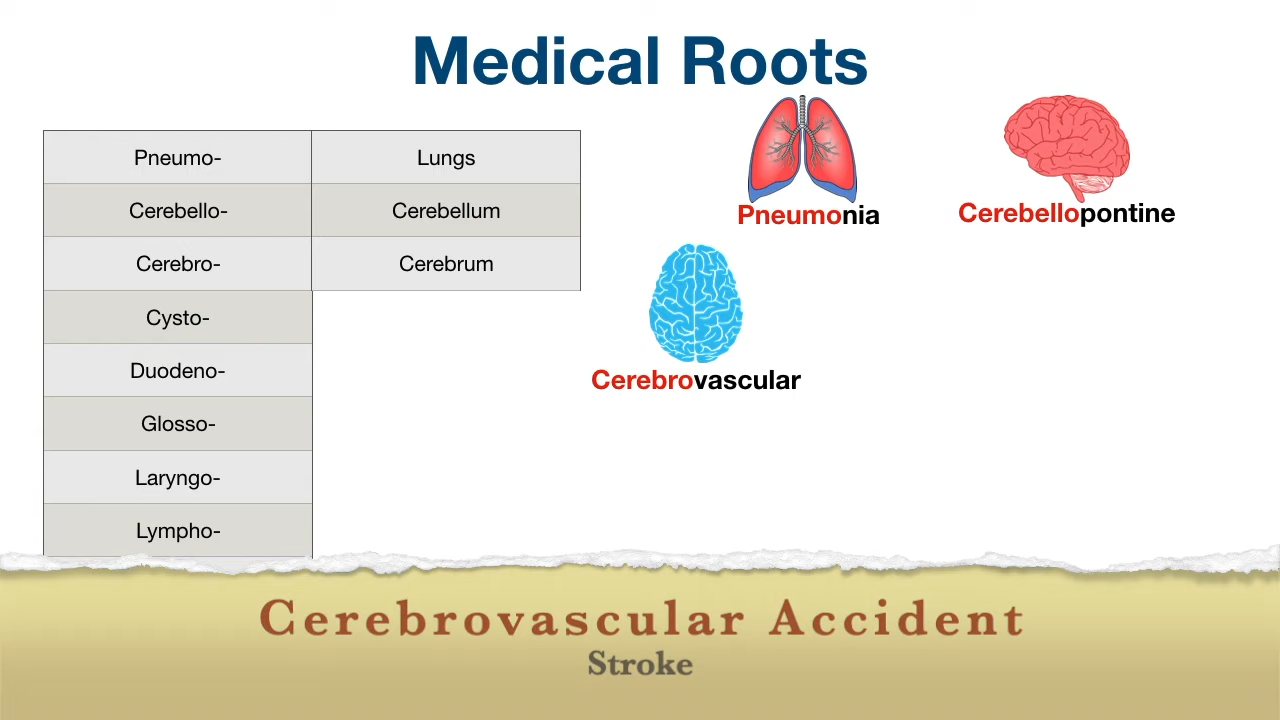 Medical Roots
Pneumo- Lungs
Cerebello- Cerebellum
Cerebro- Cerebrum
Cysto-
Duodeno-
Glosso-
Laryngo-
Lympho-
Pneumonia
Cerebellopontine
Cerebrovascular
Cerebrovascular Accident
Stroke